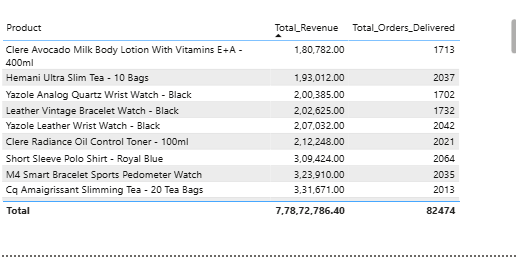 Product Total_Revenue Total_Orders_Delivered
Clere Avocado Milk Body Lotion With Vitamins E+A - 1,80,782.00 1713
400ml
Hemani Ultra Slim Tea - 10 Bags 1,93,012.00 2037
Yazole Analog Quartz Wrist Watch - Black 2,00,385.00 1702
Leather Vintage Bracelet Watch - Black 2,02,625.00 1732
Yazole Leather Wrist Watch - Black 2,07,032.00 2042
Clere Radiance Oil Control Toner - 100ml 2,12,248.00 2021
Short Sleeve Polo Shirt - Royal Blue 3,09,424.00 2064
M4 Smart Bracelet Sports Pedometer Watch 3,23,910.00 2035
Cq Amaigrissant Slimming Tea - 20 Tea Bags 3,31,671.00 2013
Total 7,78,72,786.40 82474